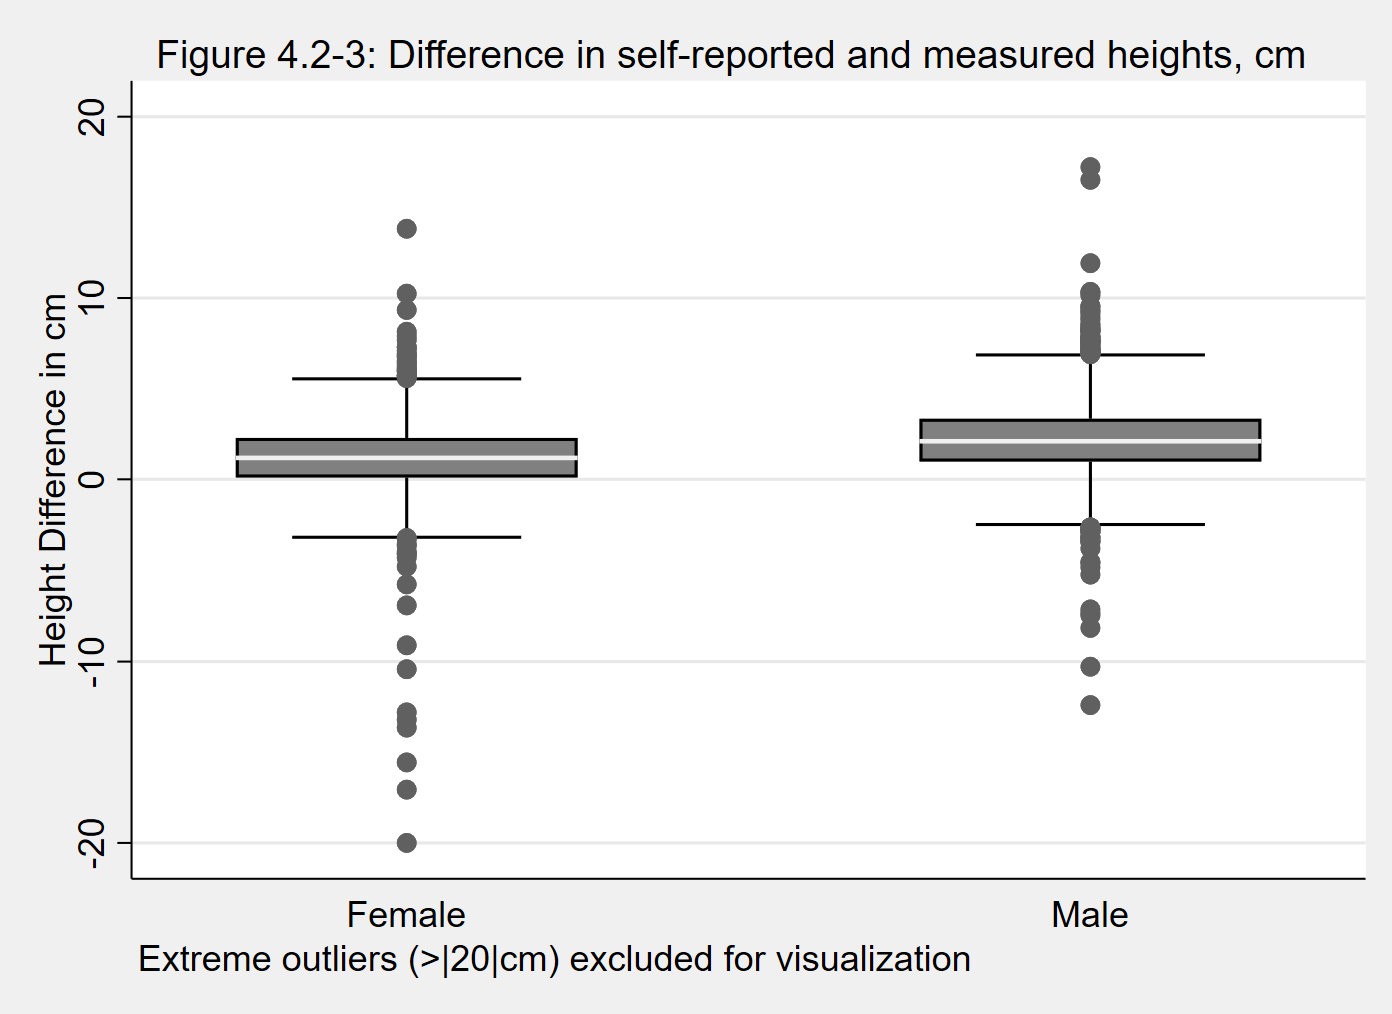 Figure 4.2-3: Difference in self-reported and measured heights, cm
Height Difference in cm
20
10
0
-10
-20
Female
Male
Extreme outliers (>|20|cm) excluded for visualization